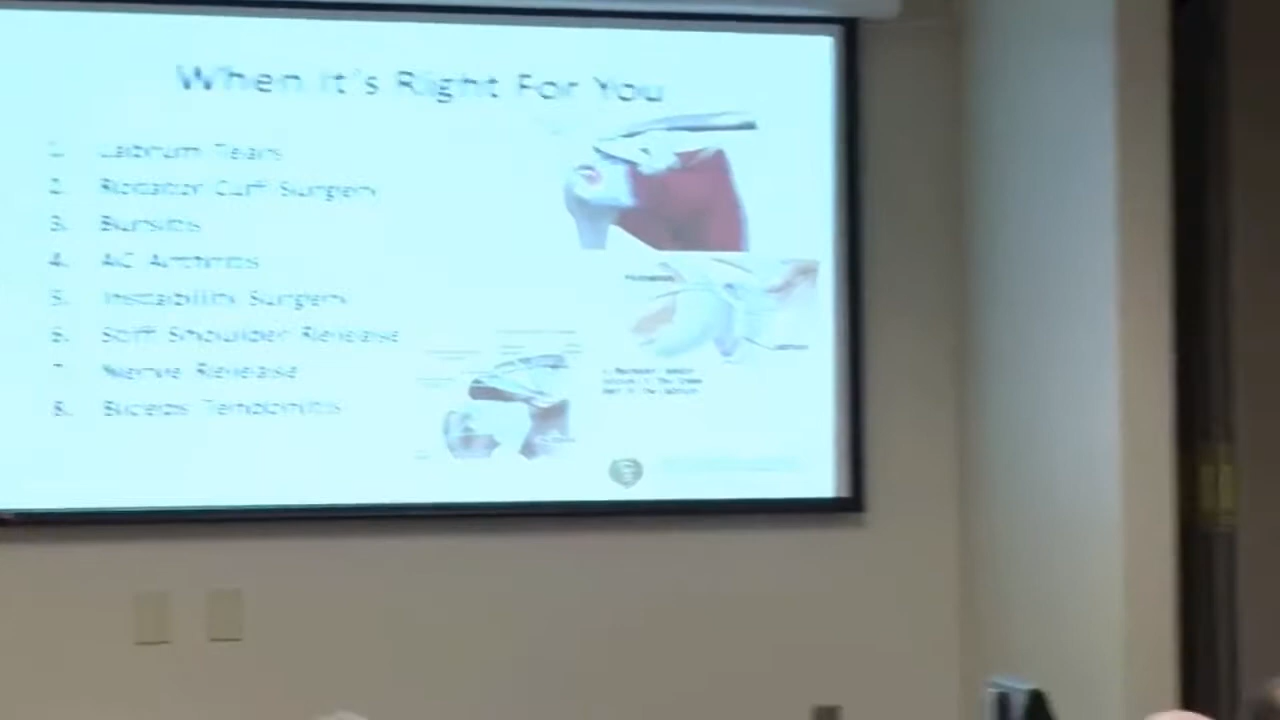 When It's Right For You
1. Labrum Tears
2. Rotator Cuff Surgery
3. Bursitis
4. AC Arthritis
5. Instability Surgery
6. Stiff Shoulder Release
7. Nerve Release
8. Biceps Tendonitis